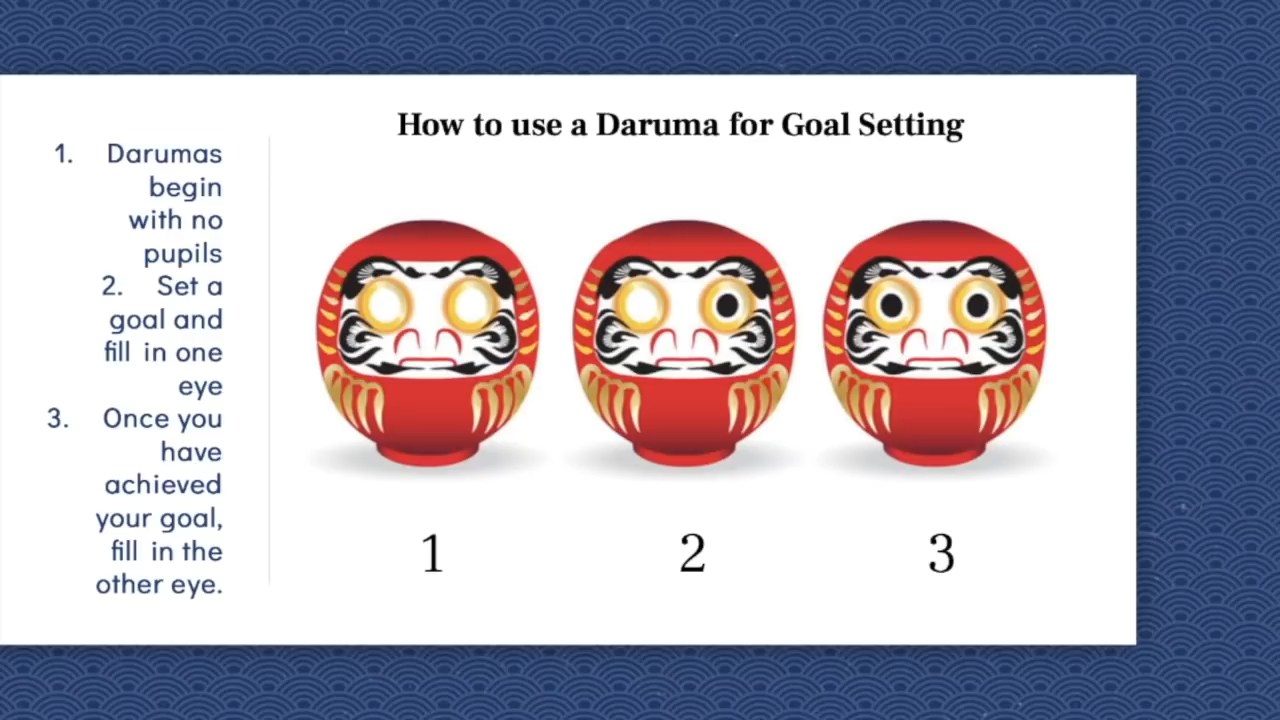 How to use a Daruma for Goal Setting
1. Darumas
begin
with no
pupils
2. Set a
goal and
fill in one
eye
3. Once you
have
achieved
your goal,
fill in the
other eye.
1
2
3